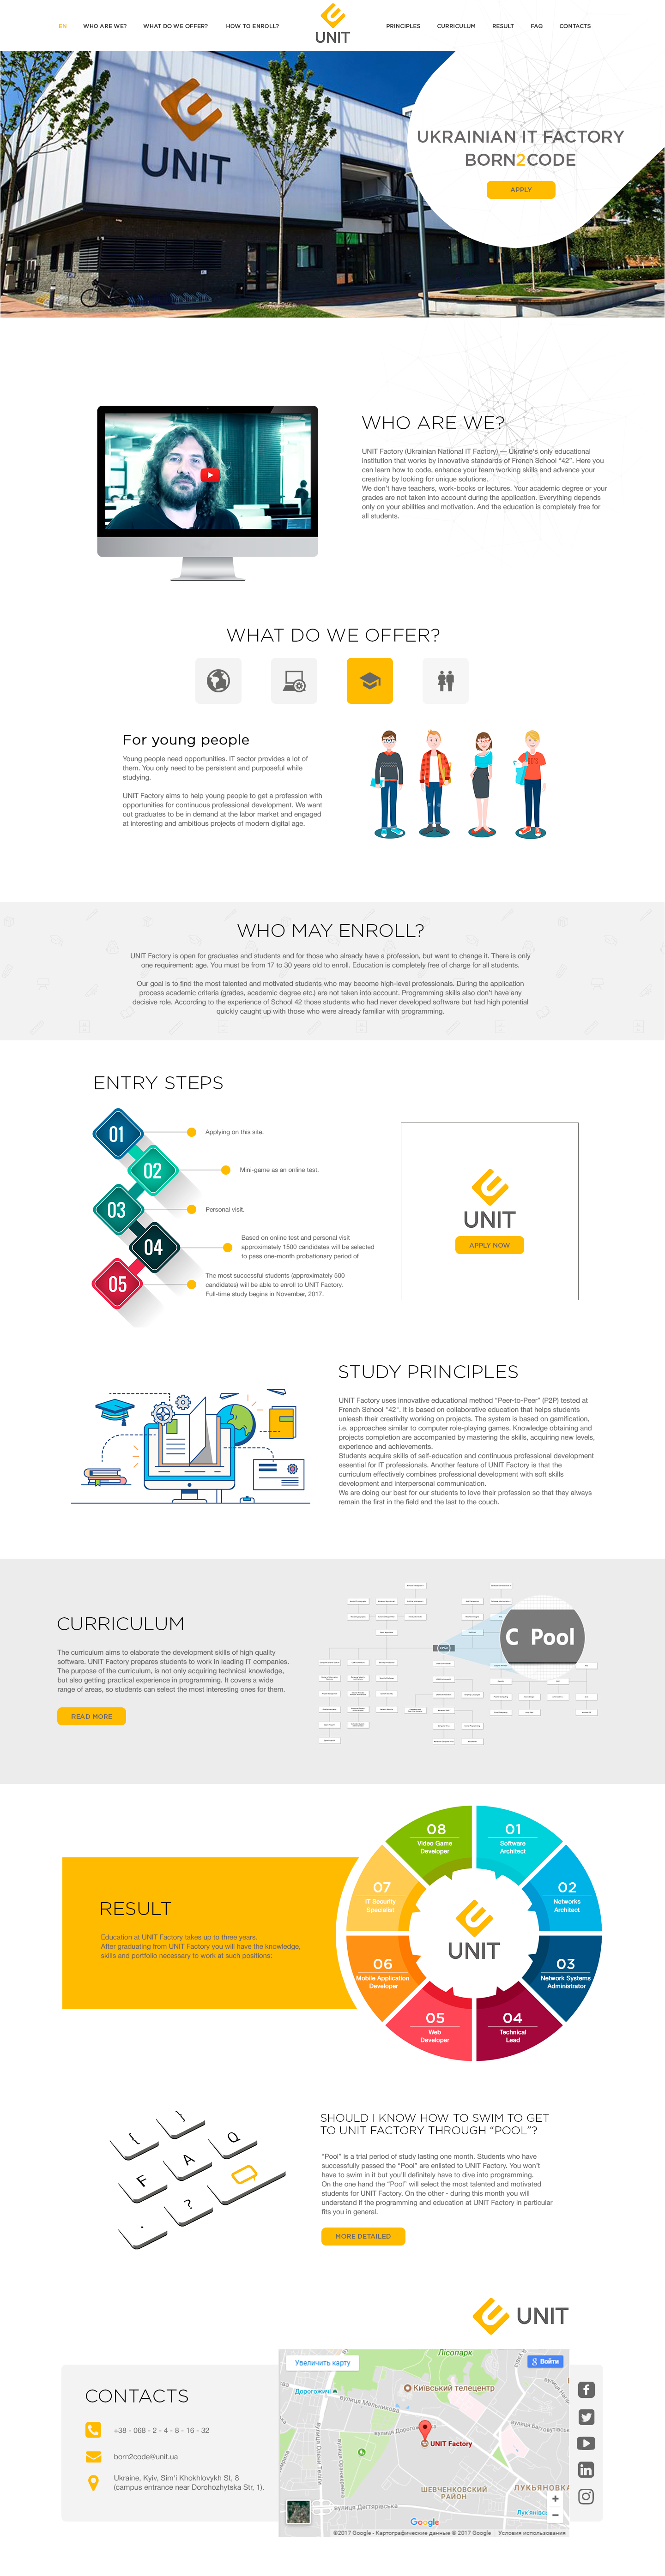 EN WHO ARE WE? WHAT DO WE OFFER? HOW TO ENROLL? UNIT PRINCIPLES CURRICULUM RESULT FAQ CONTACTS
UNIT
UKRAINIAN IT FACTORY
BORN2CODE
APPLY
WHO ARE WE?
UNIT Factory (Ukrainian National IT Factory) — Ukraine's only educational
institution that works by innovative standards of French School "42". Here you
can learn how to code, enhance your team working skills and advance your
creativity by looking for unique solutions.
We don't have teachers, work-books or lectures. Your academic degree or your
grades are not taken into account during the application. Everything depends
only on your abilities and motivation. And the education is completely free for
all students.
WHAT DO WE OFFER?
For young people
Young people need opportunities. IT sector provides a lot of
them. You only need to be persistent and purposeful while
studying.
UNIT Factory aims to help young people to get a profession with
opportunities for continuous professional development. We want
out graduates to be in demand at the labor market and engaged
at interesting and ambitious projects of modern digital age.
WHO MAY ENROLL?
UNIT Factory is open for graduates and students and for those who already have a profession, but want to change it. There is only
one requirement: age. You must be from 17 to 30 years old to enroll. Education is completely free of charge for all students.
Our goal is to find the most talented and motivated students who may become high-level professionals. During the application
process academic criteria (grades, academic degree etc.) are not taken into account. Programming skills also don't have any
decisive role. According to the experience of School 42 those students who had never developed software but had high potential
quickly caught up with those who were already familiar with programming.
ENTRY STEPS
01 Applying on this site.
02 Mini-game as an online test.
03 Personal visit.
04 Based on online test and personal visit
approximately 1500 candidates will be selected
to pass one-month probationary period of
05 The most successful students (approximately 500
candidates) will be able to enroll to UNIT Factory.
Full-time study begins in November, 2017.
UNIT
APPLY NOW
STUDY PRINCIPLES
UNIT Factory uses innovative educational method "Peer-to-Peer" (P2P) tested at
French School "42". It is based on collaborative education that helps students
unleash their creativity working on projects. The system is based on gamification,
i.e. approaches similar to computer role-playing games. Knowledge obtaining and
projects completion are accompanied by mastering the skills, acquiring new levels,
experience and achievements.
Students acquire skills of self-education and continuous professional development
essential for IT professionals. Another feature of UNIT Factory is that the
curriculum effectively combines professional development with soft skills
development and interpersonal communication.
We are doing our best for our students to love their profession so that they always
remain the first in the field and the last to the couch.
CURRICULUM
The curriculum aims to elaborate the development skills of high quality
software. UNIT Factory prepares students to work in leading IT companies.
The purpose of the curriculum, is not only acquiring technical knowledge,
but also getting practical experience in programming. It covers a wide
range of areas, so students can select the most interesting ones for them.
READ MORE
C Pool
RESULT
Education at UNIT Factory takes up to three years.
After graduating from UNIT Factory you will have the knowledge,
skills and portfolio necessary to work at such positions:
UNIT
01
Software
Architect
02
Networks
Architect
03
Network Systems
Administrator
04
Technical
Lead
05
Web
Developer
06
Mobile Application
Developer
07
IT Security
Specialist
08
Video Game
Developer
F A Q
?
SHOULD I KNOW HOW TO SWIM TO GET
TO UNIT FACTORY THROUGH “POOL”?
“Pool” is a trial period of study lasting one month. Students who have
successfully passed the “Pool” are enlisted to UNIT Factory. You won't
have to swim in it but you'll definitely have to dive into programming.
On the one hand the “Pool” will select the most talented and motivated
students for UNIT Factory. On the other - during this month you will
understand if the programming and education at UNIT Factory in particular
fits you in general.
MORE DETAILED
UNIT
CONTACTS
+38 - 068 - 2 - 4 - 8 - 16 - 32
born2code@unit.ua
Ukraine, Kyiv, Sim'i Khokhlovykh St, 8
(campus entrance near Dorohozhytska Str, 1).
Увеличить карту
Войти
Лісопарк
Київський телецентр
Дорогожичі
вулиця Мельникова
UNIT Factory
ШЕВЧЕНКОВСКИЙ
РАЙОН
ЛУКЬЯНОВКА
вулиця Дегтярівська
Google
©2017 Google - Картографические данные © 2017 Google Условия использования